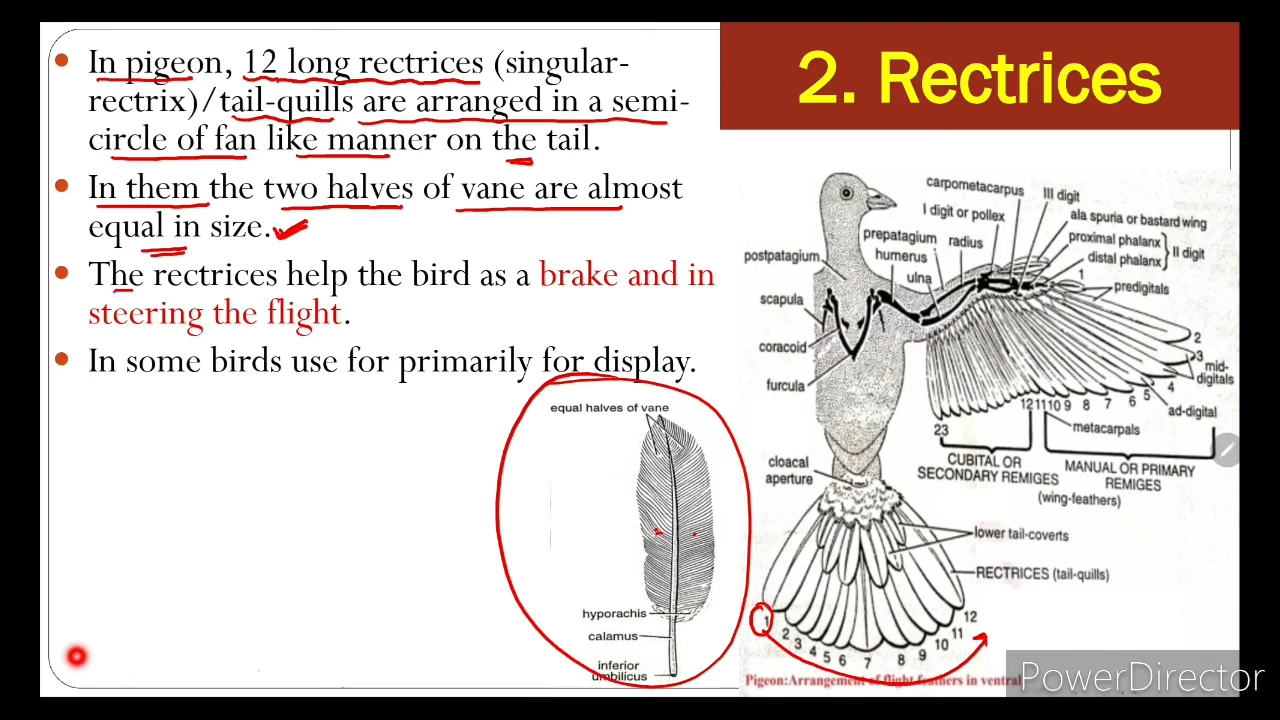 2. Rectrices
In pigeon, 12 long rectrices (singular-
rectrix)/tail-quills are arranged in a semi-
circle of fan like manner on the tail.
In them the two halves of vane are almost
equal in size.
The rectrices help the bird as a brake and in
steering the flight.
In some birds use for primarily for display.
equal halves of vane
hyporachis
calamus
inferior
umbilicus
carpometacarpus
III digit
I digit or pollex
ala spuria or bastard wing
prepatagium
radius
proximal phalanx
II digit
postpatagium
humerus
distal phalanx
ulna
1
predigitals
scapula
2
coracoid
3
mid-
digitals
furcula
4
5
6
7
8
9
10
11
12
ad-digital
23
metacarpals
cloacal
aperture
CUBITAL OR
SECONDARY REMIGES
MANUAL OR PRIMARY
REMIGES
(wing-feathers)
lower tail-coverts
RECTRICES (tail-quills)
1
2
3
4
5
6
7
8
9
10
11
12
Pigeon:Arrangement of flight feathers in ventral
PowerDirector